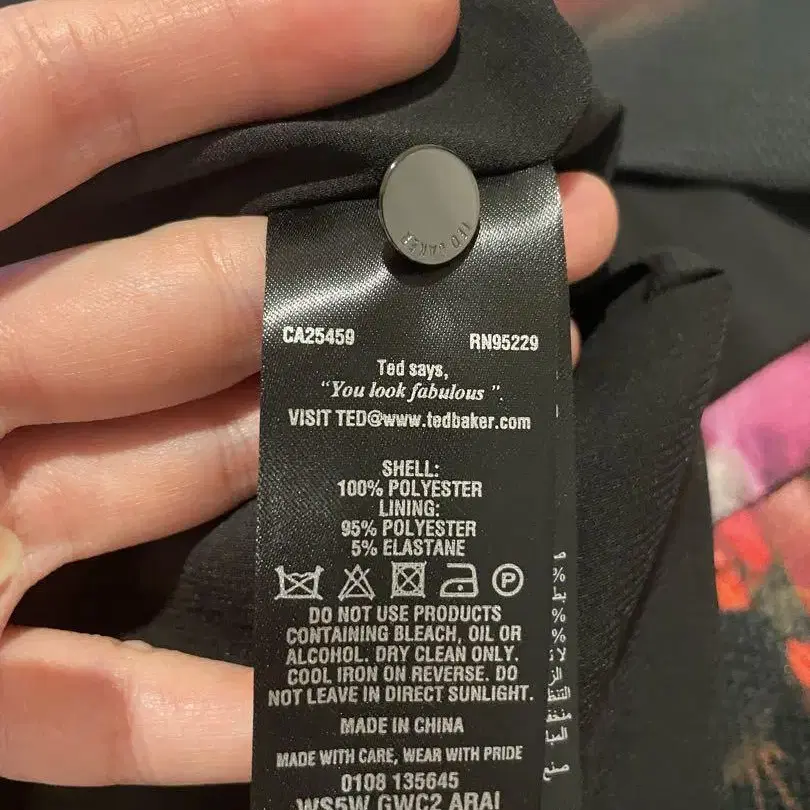 TED BAKER
CA25459 RN95229
Ted says,
"You look fabulous ".
VISIT TED@www.tedbaker.com
SHELL:
100% POLYESTER
LINING:
95% POLYESTER
5% ELASTANE
P
DO NOT USE PRODUCTS
CONTAINING BLEACH, OIL OR
ALCOHOL. DRY CLEAN ONLY.
COOL IRON ON REVERSE. DO
NOT LEAVE IN DIRECT SUNLIGHT.
MADE IN CHINA
MADE WITH CARE, WEAR WITH PRIDE
0108 135645
WS5W GWC2 ARAI
%
%
%